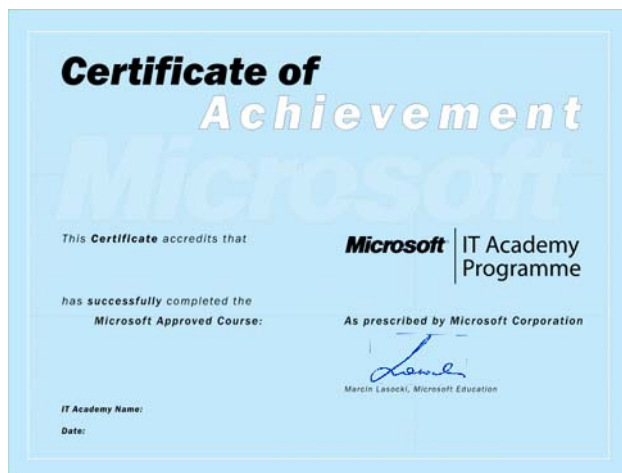 Certificate of
Achievement
Microsoft
This Certificate accredits that
Microsoft IT Academy
Programme
has successfully completed the
Microsoft Approved Course:
As prescribed by Microsoft Corporation
Lasocki
Marcin Lasocki, Microsoft Education
IT Academy Name:
Date: